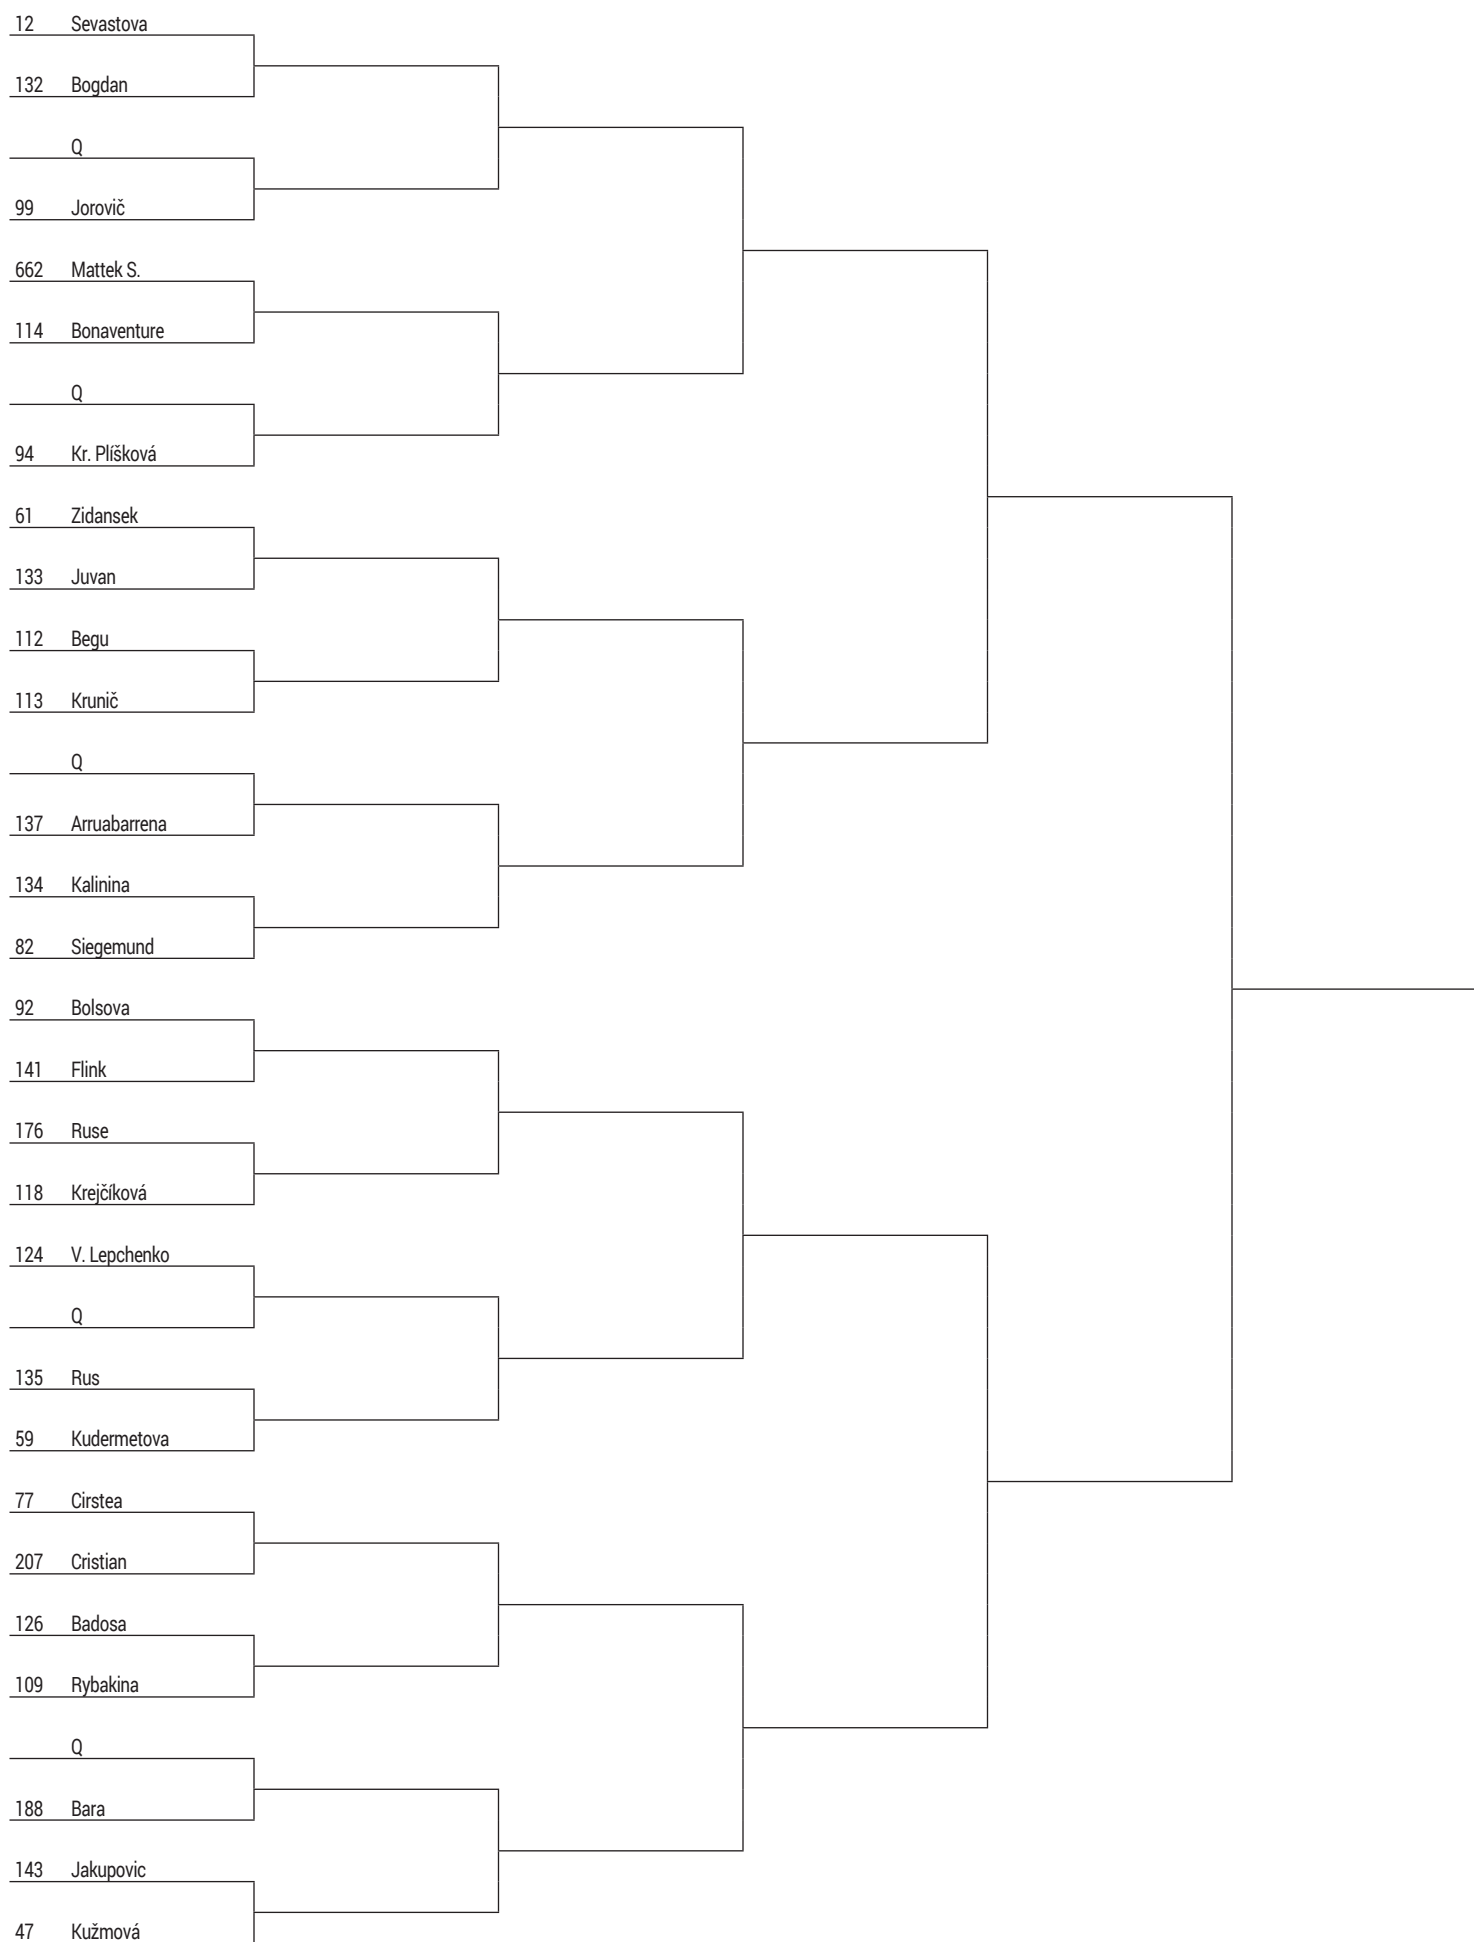 12 Sevastova
132 Bogdan
Q
99 Jorovič
662 Mattek S.
114 Bonaventure
Q
94 Kr. Plíšková
61 Zidansek
133 Juvan
112 Begu
113 Krunič
Q
137 Arruabarrena
134 Kalinina
82 Siegemund
92 Bolsova
141 Flink
176 Ruse
118 Krejčíková
124 V. Lepchenko
Q
135 Rus
59 Kudermetova
77 Cirstea
207 Cristian
126 Badosa
109 Rybakina
Q
188 Bara
143 Jakupovic
47 Kužmová